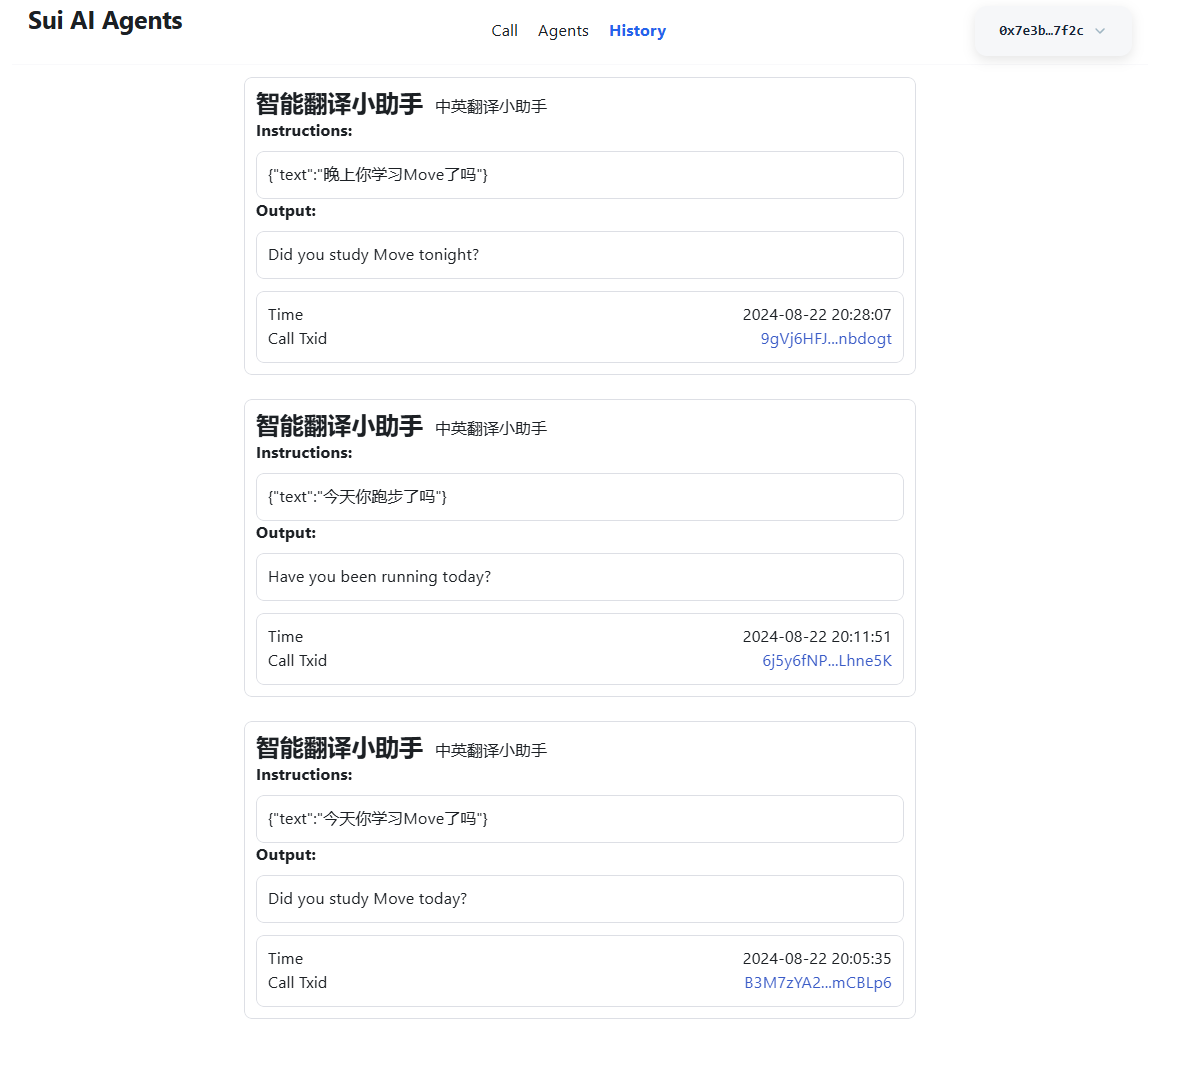 Sui AI Agents
Call Agents History
0x7e3b…7f2c
智能翻译小助手 中英翻译小助手
Instructions:
{"text":"晚上你学习Move了吗"}
Output:
Did you study Move tonight?
Time 2024-08-22 20:28:07
Call Txid 9gVj6HFJ...nbdogt
智能翻译小助手 中英翻译小助手
Instructions:
{"text":"今天你跑步了吗"}
Output:
Have you been running today?
Time 2024-08-22 20:11:51
Call Txid 6j5y6fNP...Lhne5K
智能翻译小助手 中英翻译小助手
Instructions:
{"text":"今天你学习Move了吗"}
Output:
Did you study Move today?
Time 2024-08-22 20:05:35
Call Txid B3M7zYA2...mCBLp6